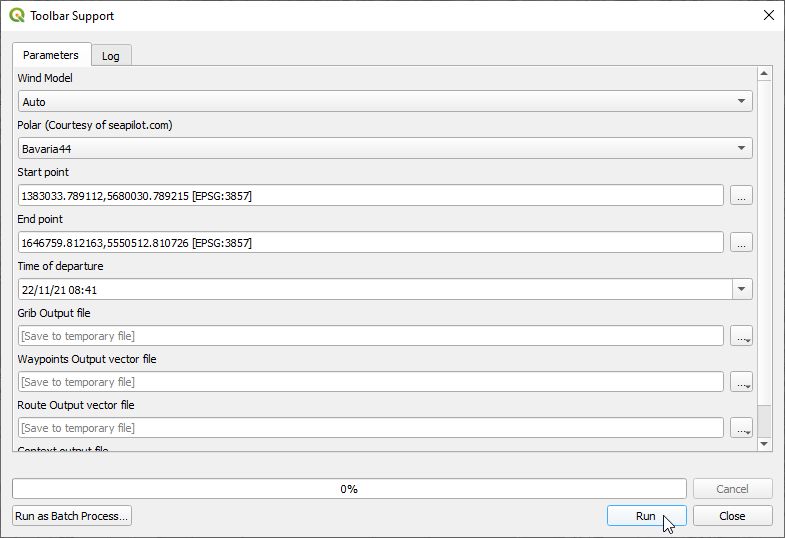 Toolbar Support
Parameters
Log
Wind Model
Auto
Polar (Courtesy of seapilot.com)
Bavaria44
Start point
1383033.789112,5680030.789215 [EPSG:3857]
...
End point
1646759.812163,5550512.810726 [EPSG:3857]
...
Time of departure
22/11/21 08:41
Grib Output file
[Save to temporary file]
...
Waypoints Output vector file
[Save to temporary file]
...
Route Output vector file
[Save to temporary file]
...
Context output file
0%
Cancel
Run as Batch Process...
Run
Close